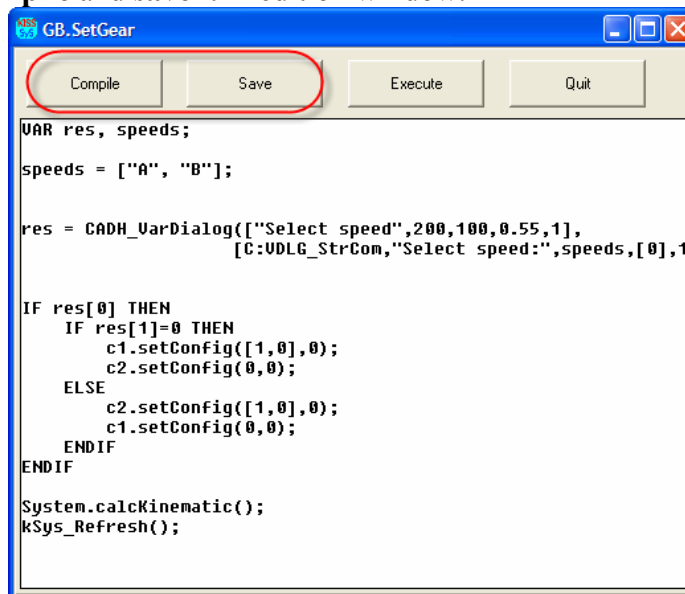 GB.SetGear
Compile Save Execute Quit
VAR res, speeds;
speeds = ["A", "B"];
res = CADH_VarDialog(["Select speed",200,100,0.55,1],
[C:VDLG_StrCom,"Select speed:",speeds,[0],1
IF res[0] THEN
IF res[1]=0 THEN
c1.setConfig([1,0],0);
c2.setConfig(0,0);
ELSE
c2.setConfig([1,0],0);
c1.setConfig(0,0);
ENDIF
ENDIF
System.calcKinematic();
kSys_Refresh();